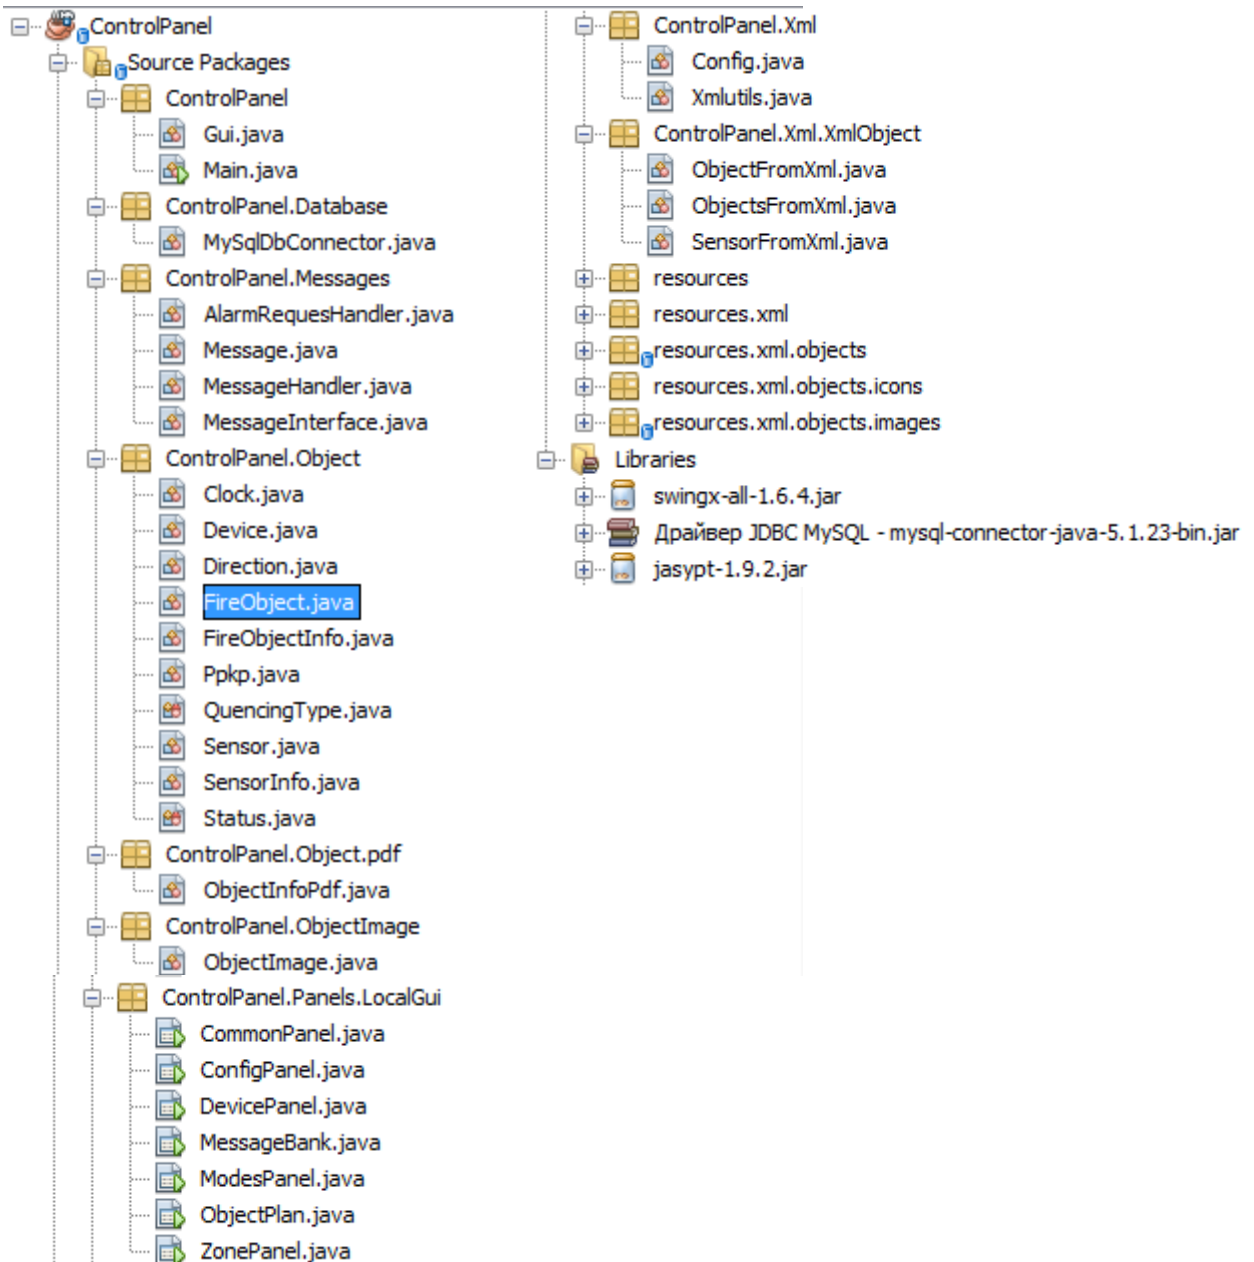 ControlPanel
Source Packages
ControlPanel
Gui.java
Main.java
ControlPanel.Database
MySqlDbConnector.java
ControlPanel.Messages
AlarmRequesHandler.java
Message.java
MessageHandler.java
MessageInterface.java
ControlPanel.Object
Clock.java
Device.java
Direction.java
FireObject.java
FireObjectInfo.java
Ppkp.java
QuencingType.java
Sensor.java
SensorInfo.java
Status.java
ControlPanel.Object.pdf
ObjectInfoPdf.java
ControlPanel.ObjectImage
ObjectImage.java
ControlPanel.Panels.LocalGui
CommonPanel.java
ConfigPanel.java
DevicePanel.java
MessageBank.java
ModesPanel.java
ObjectPlan.java
ZonePanel.java
ControlPanel.Xml
Config.java
Xmlutils.java
ControlPanel.Xml.XmlObject
ObjectFromXml.java
ObjectsFromXml.java
SensorFromXml.java
resources
resources.xml
resources.xml.objects
resources.xml.objects.icons
resources.xml.objects.images
Libraries
swingx-all-1.6.4.jar
Драйвер JDBC MySQL - mysql-connector-java-5.1.23-bin.jar
jasypt-1.9.2.jar